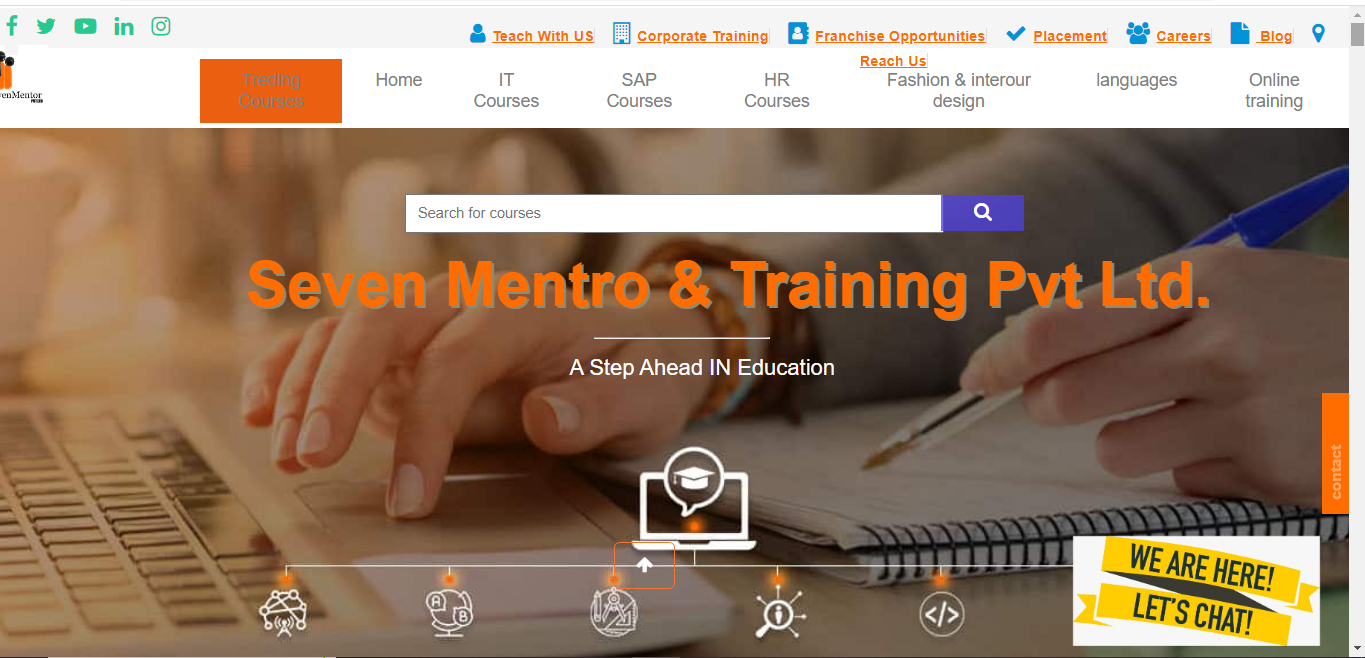 Teach With US Corporate Training Franchise Opportunities Placement Careers Blog
Reach Us
venMentor
Treding
Courses
Home
IT
Courses
SAP
Courses
HR
Courses
Fashion & interour
design
languages
Online
training
Search for courses
Seven Mentro & Training Pvt Ltd.
A Step Ahead IN Education
contact
A
B
</>
WE ARE HERE!
LET'S CHAT!